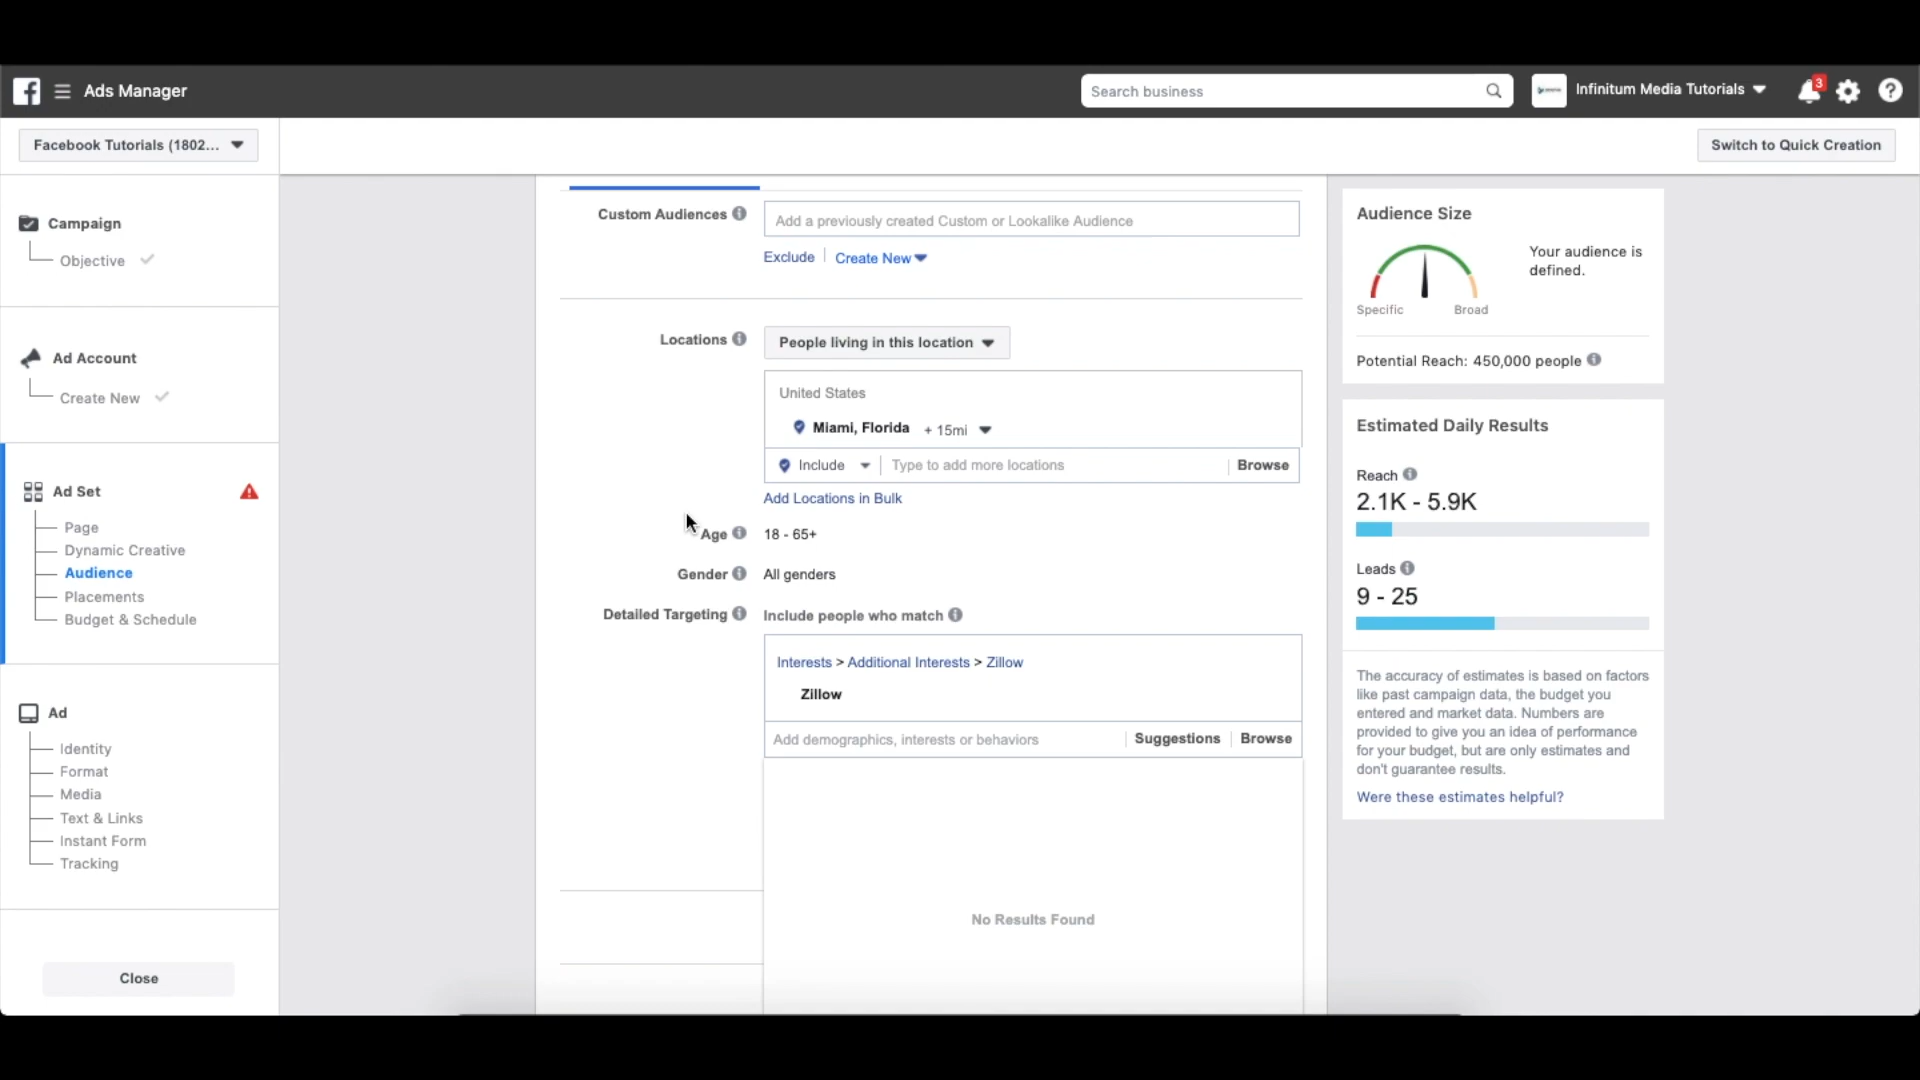 Ads Manager
Search business
Infinitum Media Tutorials
3
Facebook Tutorials (1802...
Switch to Quick Creation
Campaign
Objective
Ad Account
Create New
Ad Set
Page
Dynamic Creative
Audience
Placements
Budget & Schedule
Ad
Identity
Format
Media
Text & Links
Instant Form
Tracking
Close
Custom Audiences
Add a previously created Custom or Lookalike Audience
Exclude
Create New
Locations
People living in this location
United States
Miami, Florida + 15mi
Include
Type to add more locations
Browse
Add Locations in Bulk
Age
18 - 65+
Gender
All genders
Detailed Targeting
Include people who match
Interests > Additional Interests > Zillow
Zillow
Add demographics, interests or behaviors
Suggestions
Browse
No Results Found
Audience Size
Your audience is
defined.
Specific
Broad
Potential Reach: 450,000 people
Estimated Daily Results
Reach
2.1K - 5.9K
Leads
9 - 25
The accuracy of estimates is based on factors
like past campaign data, the budget you
entered and market data. Numbers are
provided to give you an idea of performance
for your budget, but are only estimates and
don't guarantee results.
Were these estimates helpful?